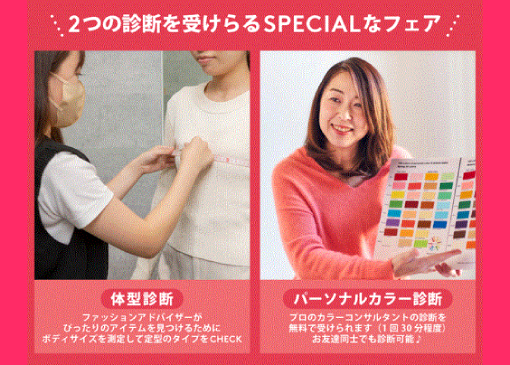 2つの診断を受けらるSPECIALなフェア
体型診断
ファッションアドバイザーが
ぴったりのアイテムを見つけるために
ボディサイズを測定して定型のタイプをCHECK
パーソナルカラー診断
プロのカラーコンサルタントの診断を
無料で受けられます（1回30分程度）
お友達同士でも診断可能♪